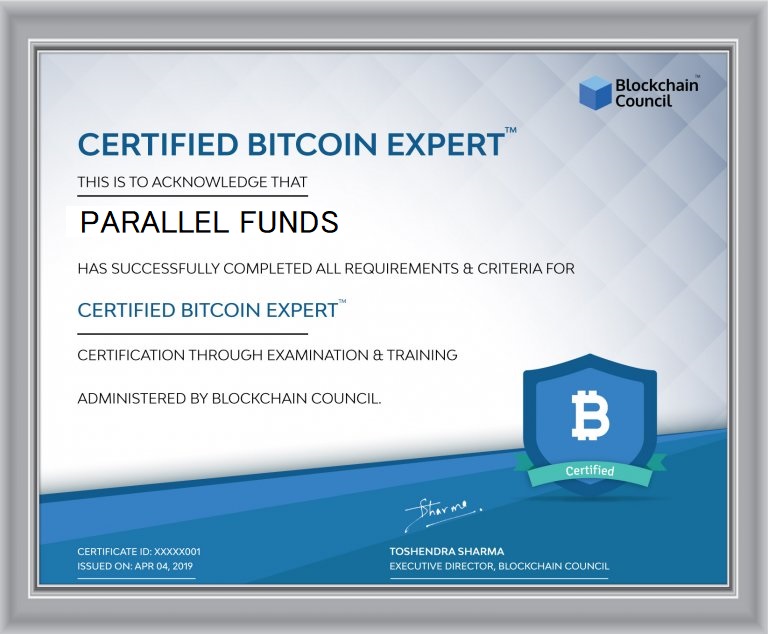 Blockchain™
Council
CERTIFIED BITCOIN EXPERT™
THIS IS TO ACKNOWLEDGE THAT
PARALLEL FUNDS
HAS SUCCESSFULLY COMPLETED ALL REQUIREMENTS & CRITERIA FOR
CERTIFIED BITCOIN EXPERT™
CERTIFICATION THROUGH EXAMINATION & TRAINING
ADMINISTERED BY BLOCKCHAIN COUNCIL.
Certified
Sharma
CERTIFICATE ID: XXXXX001
ISSUED ON: APR 04, 2019
TOSHENDRA SHARMA
EXECUTIVE DIRECTOR, BLOCKCHAIN COUNCIL